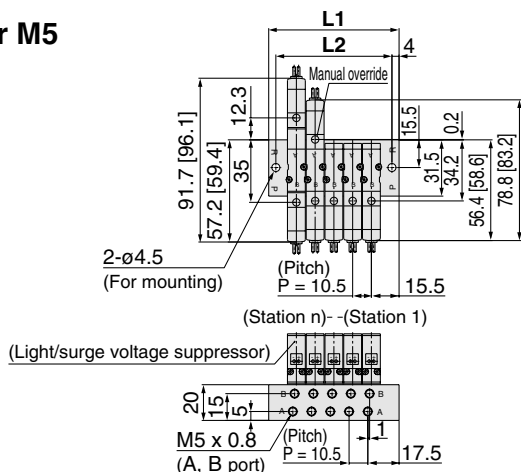 r M5
L1
L2
4
Manual override
12.3
15.5
0.2
91.7 [96.1]
57.2 [59.4]
35
31.5
34.2
56.4 [58.6]
78.8 [83.2]
R
P
R
P
A
A
A
A
A
B
B
B
B
B
2-ø4.5
(For mounting)
(Pitch)
P = 10.5
15.5
(Station n)- -(Station 1)
(Light/surge voltage suppressor)
20
15
5
B
B
A
A
1
M5 x 0.8
(A, B port)
(Pitch)
P = 10.5
17.5